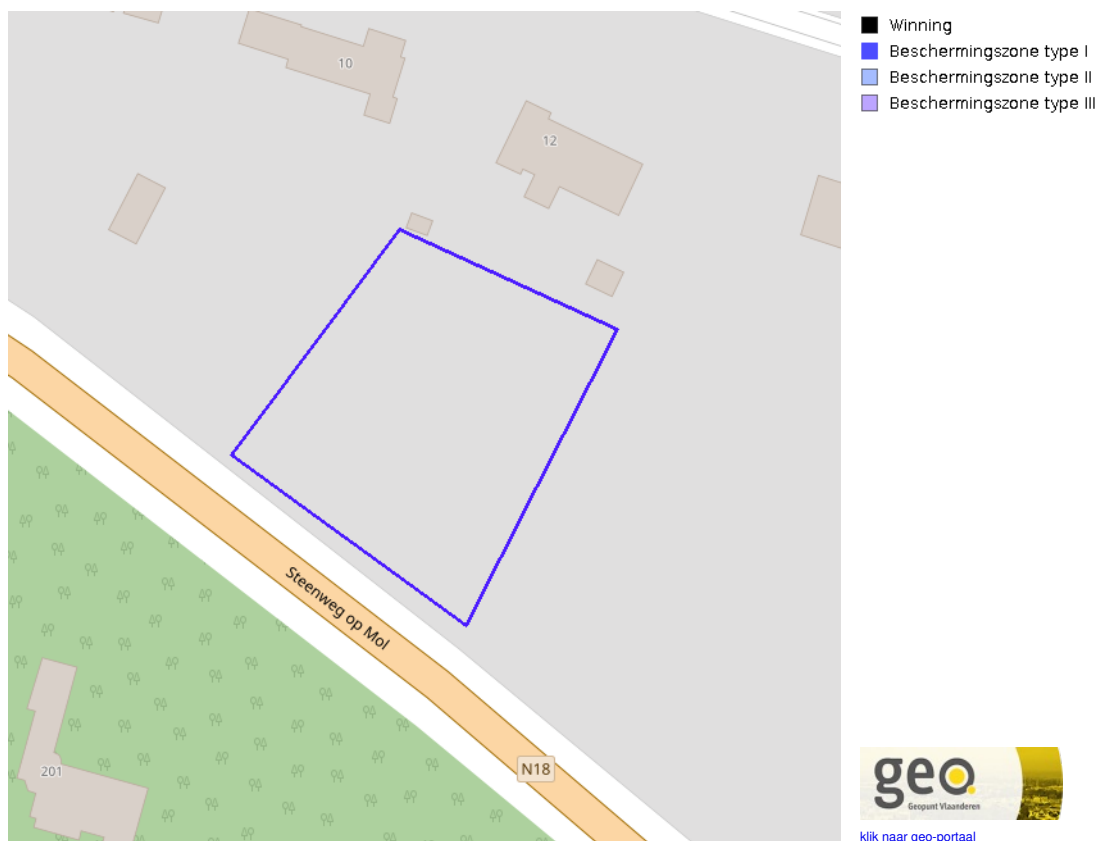 10
12
Steenweg op Mol
N18
201
Winning
Beschermingszone type I
Beschermingszone type II
Beschermingszone type III
geo.
Geopunt Vlaanderen
klik naar geo-portaal